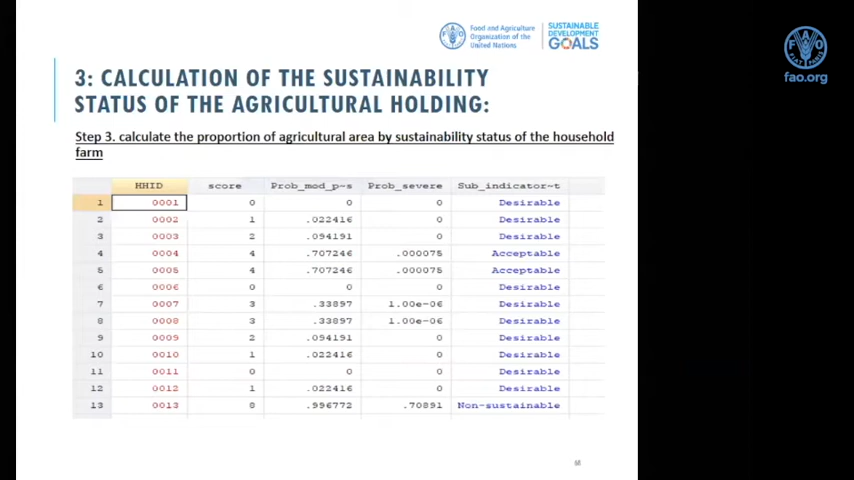 Food and Agriculture
Organization of the
United Nations
SUSTAINABLE
DEVELOPMENT
GOALS
FAO
FIAT PANIS
fao.org
3: CALCULATION OF THE SUSTAINABILITY
STATUS OF THE AGRICULTURAL HOLDING:
Step 3. calculate the proportion of agricultural area by sustainability status of the household
farm
HHID score Prob_mod_p~s Prob_severe Sub_indicator~t
1 0001 0 0 0 Desirable
2 0002 1 .022416 0 Desirable
3 0003 2 .094191 0 Desirable
4 0004 4 .707246 .000075 Acceptable
5 0005 4 .707246 .000075 Acceptable
6 0006 0 0 0 Desirable
7 0007 3 .33897 1.00e-06 Desirable
8 0008 3 .33897 1.00e-06 Desirable
9 0009 2 .094191 0 Desirable
10 0010 1 .022416 0 Desirable
11 0011 0 0 0 Desirable
12 0012 1 .022416 0 Desirable
13 0013 8 .996772 .70891 Non-sustainable